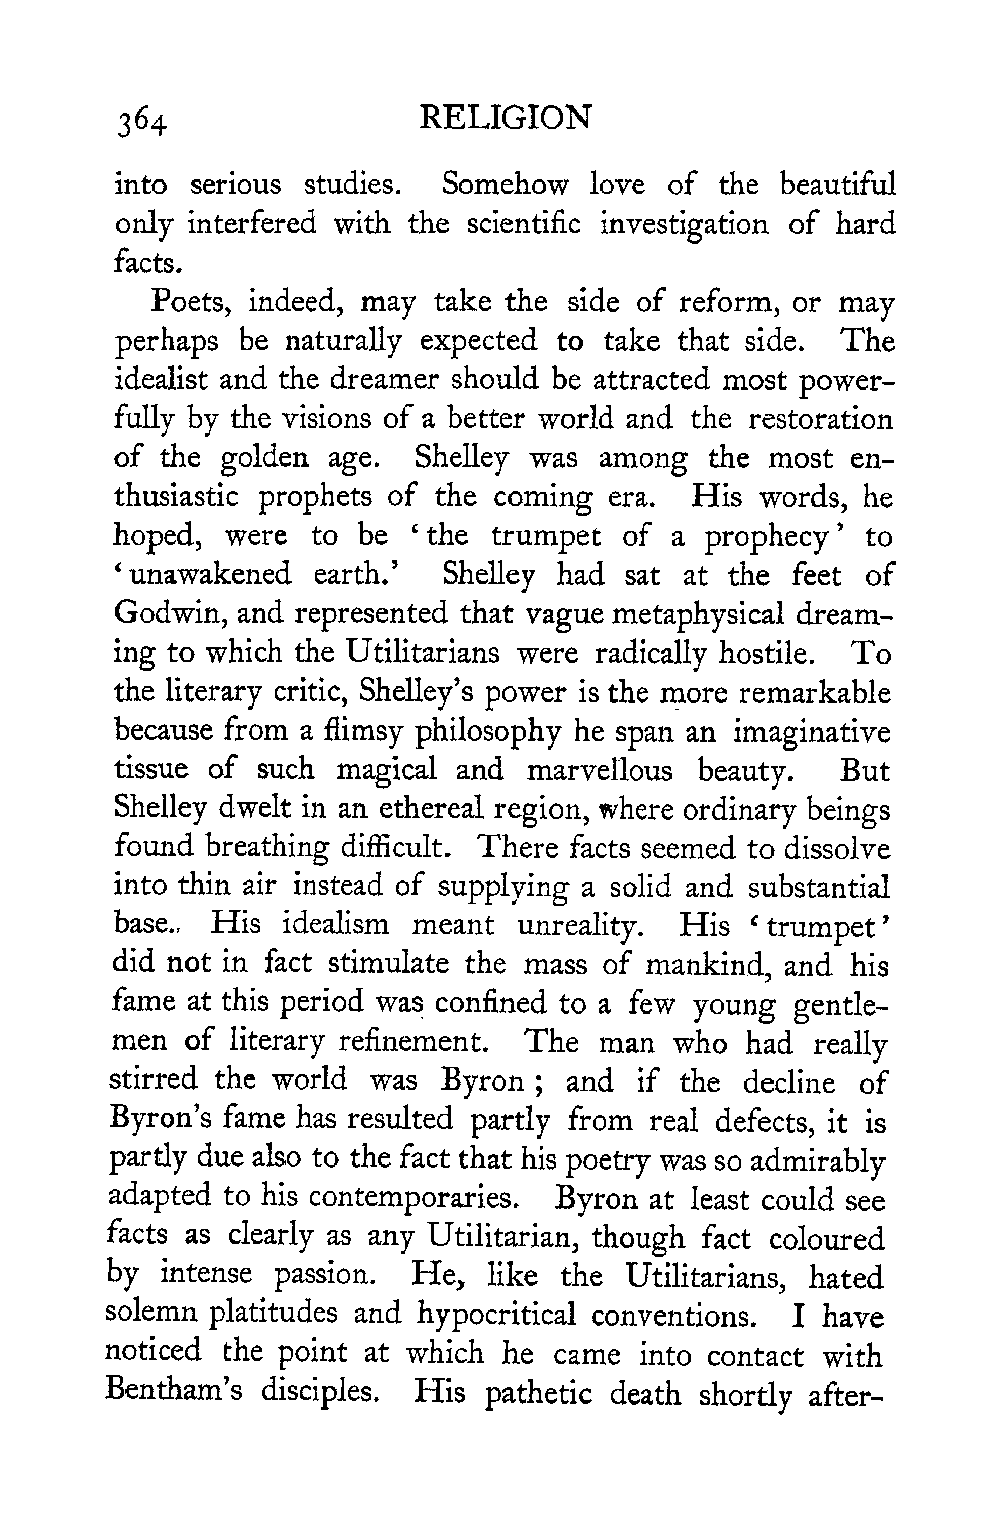 364 RELIGION
into serious studies. Somehow love of the beautiful
only interfered with the scientific investigation of hard
facts.
Poets, indeed, may take the side of reform, or may
perhaps be naturally expected to take that side. The
idealist and the dreamer should be attracted most power-
fully by the visions of a better world and the restoration
of the golden age. Shelley was among the most en-
thusiastic prophets of the coming era. His words, he
hoped, were to be ‘the trumpet of a prophecy’ to
‘unawakened earth.’ Shelley had sat at the feet of
Godwin, and represented that vague metaphysical dream-
ing to which the Utilitarians were radically hostile. To
the literary critic, Shelley’s power is the more remarkable
because from a flimsy philosophy he span an imaginative
tissue of such magical and marvellous beauty. But
Shelley dwelt in an ethereal region, where ordinary beings
found breathing difficult. There facts seemed to dissolve
into thin air instead of supplying a solid and substantial
base. His idealism meant unreality. His ‘trumpet’
did not in fact stimulate the mass of mankind, and his
fame at this period was confined to a few young gentle-
men of literary refinement. The man who had really
stirred the world was Byron ; and if the decline of
Byron’s fame has resulted partly from real defects, it is
partly due also to the fact that his poetry was so admirably
adapted to his contemporaries. Byron at least could see
facts as clearly as any Utilitarian, though fact coloured
by intense passion. He, like the Utilitarians, hated
solemn platitudes and hypocritical conventions. I have
noticed the point at which he came into contact with
Bentham’s disciples. His pathetic death shortly after-